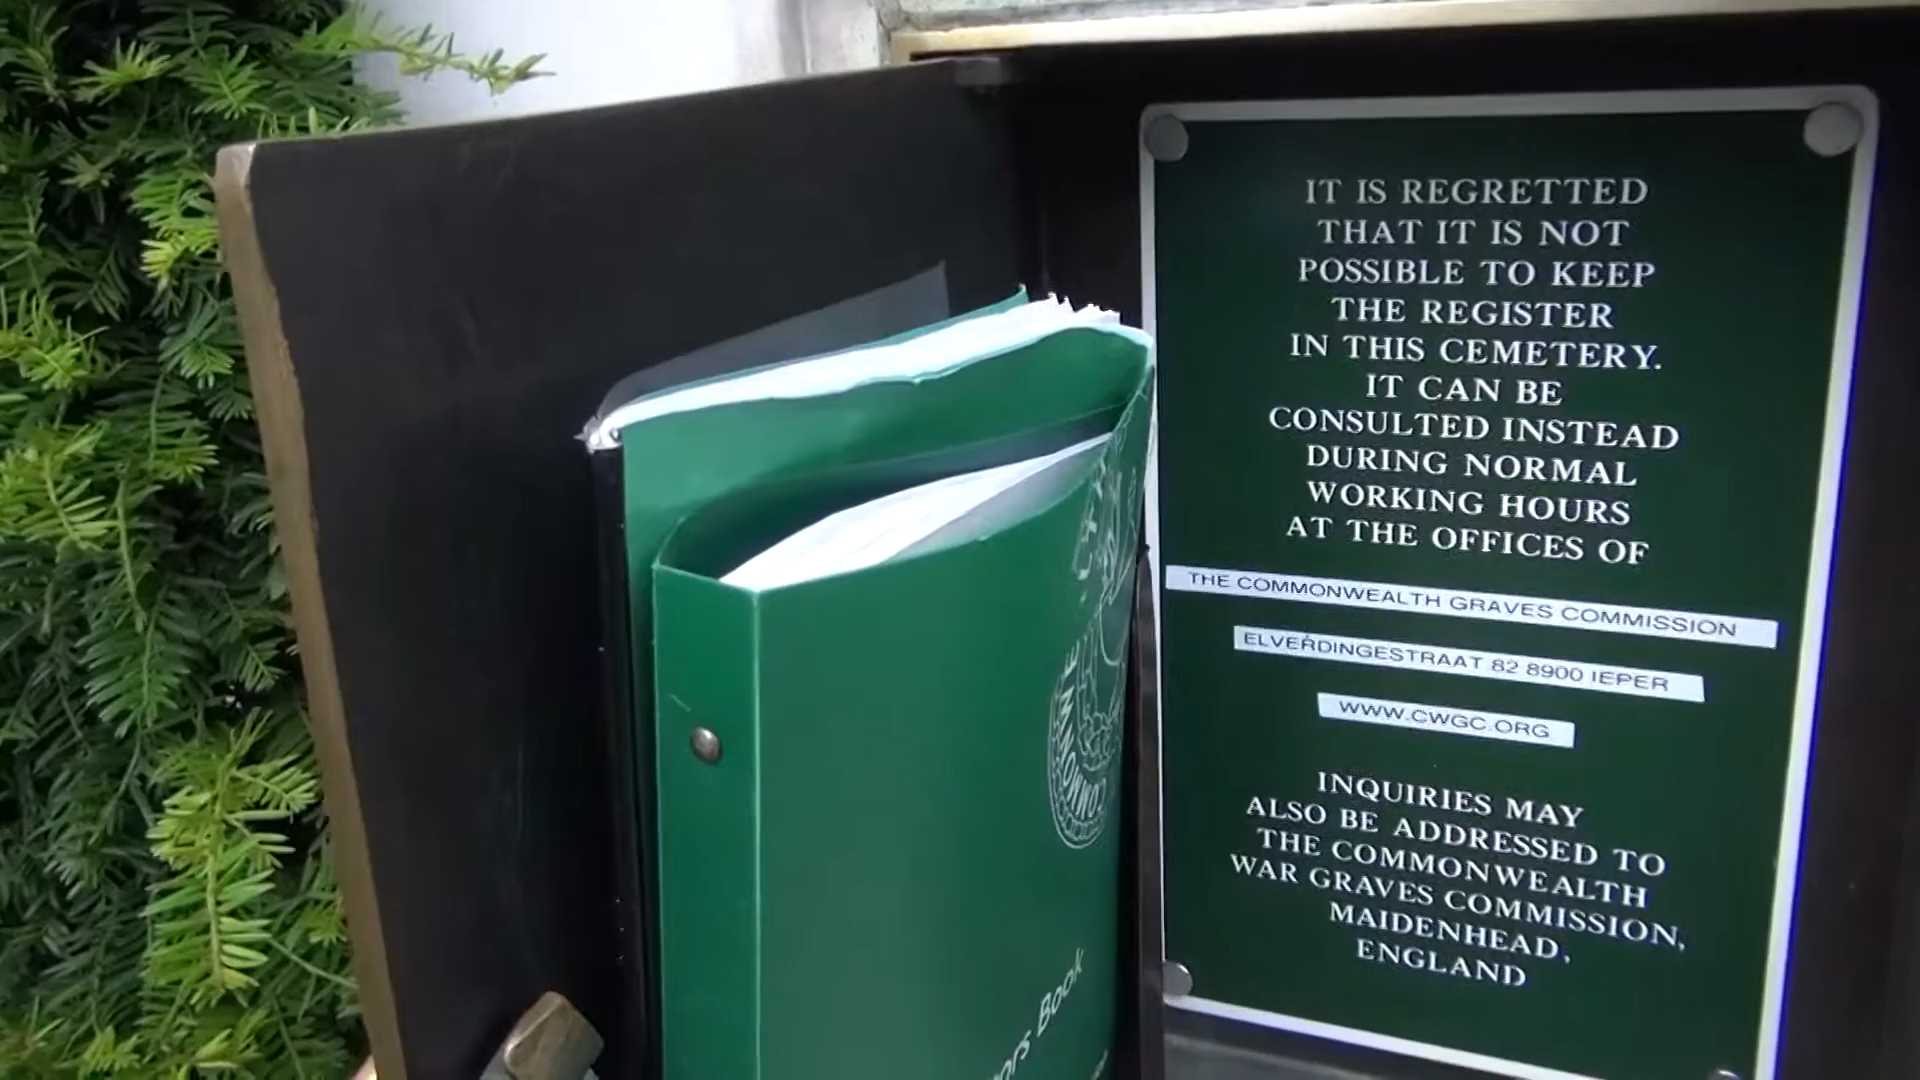 IT IS REGRETTED
THAT IT IS NOT
POSSIBLE TO KEEP
THE REGISTER
IN THIS CEMETERY.
IT CAN BE
CONSULTED INSTEAD
DURING NORMAL
WORKING HOURS
AT THE OFFICES OF
THE COMMONWEALTH GRAVES COMMISSION
ELVERDINGESTRAAT 82 8900 IEPER
WWW.CWGC.ORG
INQUIRIES MAY
ALSO BE ADDRESSED TO
THE COMMONWEALTH
WAR GRAVES COMMISSION,
MAIDENHEAD,
ENGLAND
Book